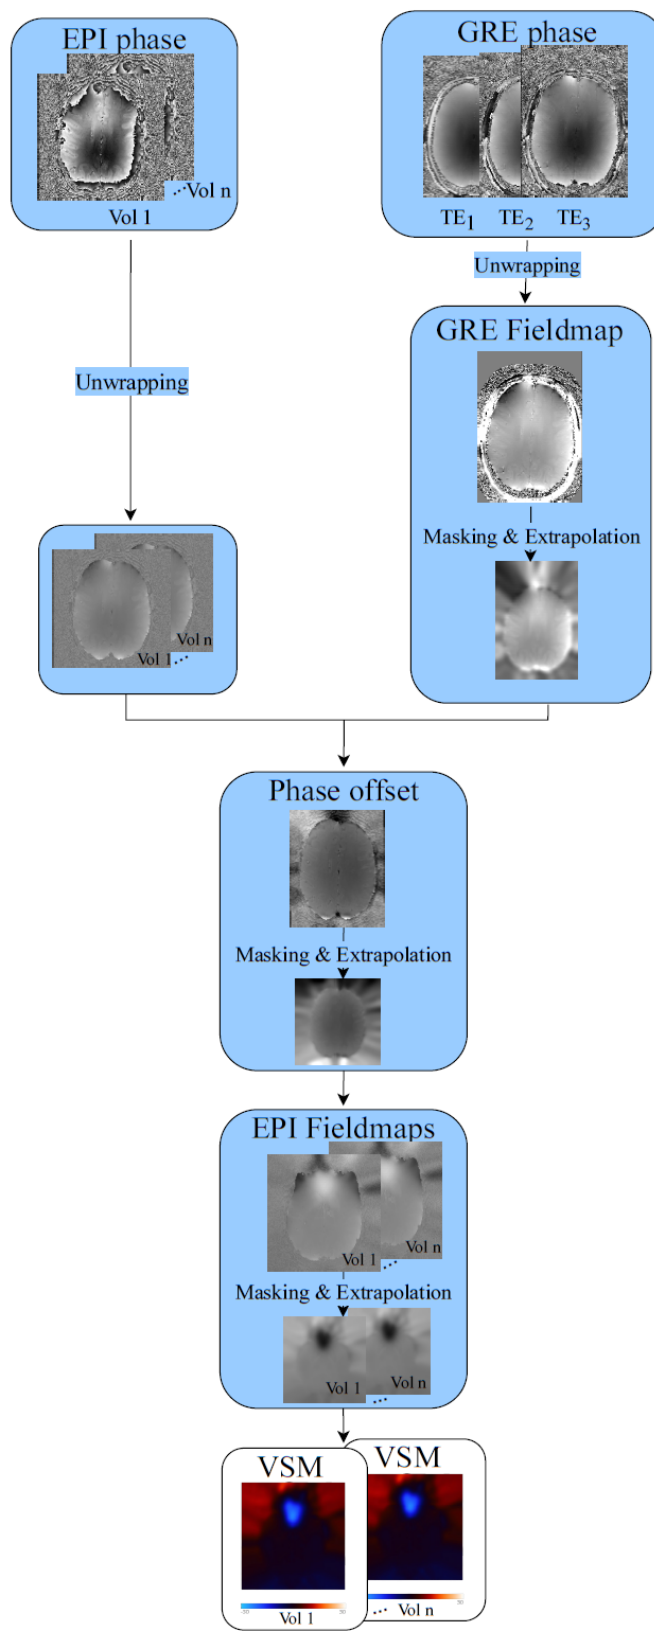 EPI phase
Vol n
Vol 1
GRE phase
TE1 TE2 TE3
Unwrapping
GRE Fieldmap
Masking & Extrapolation
Unwrapping
Vol n
Vol 1
Phase offset
Masking & Extrapolation
EPI Fieldmaps
Vol n
Vol 1
Masking & Extrapolation
Vol 1
Vol n
VSM
Vol 1
VSM
Vol n